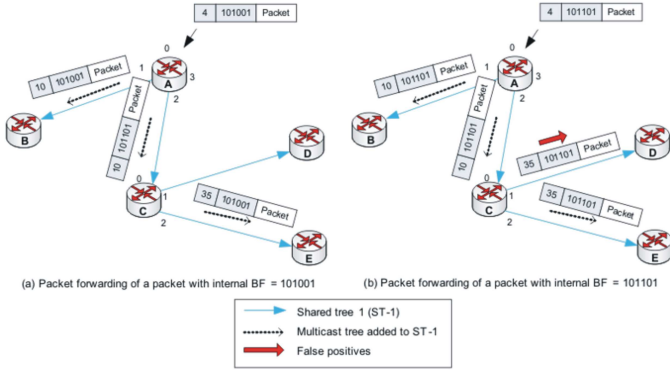 4 101001 Packet
4 101101 Packet
0
0
10 101001 Packet
1
A
3
2
10 101101 Packet
1
A
3
2
B
10 101101 Packet
B
10 101101 Packet
D
35 101101 Packet
D
0
C
1
2
35 101001 Packet
0
C
1
2
35 101101 Packet
E
E
(a) Packet forwarding of a packet with internal BF = 101001
(b) Packet forwarding of a packet with internal BF = 101101
Shared tree 1 (ST-1)
Multicast tree added to ST-1
False positives